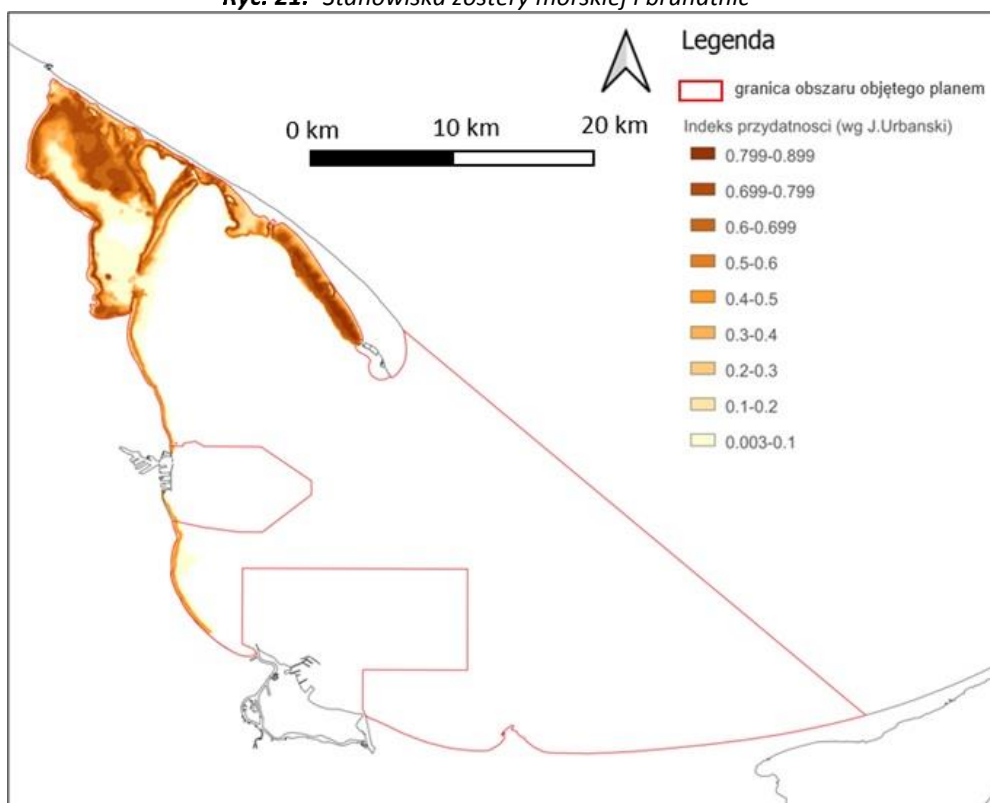 Ryc. 21. Stanowiska zostery morskiej i brunatnic
Legenda
granica obszaru objętego planem
0 km 10 km 20 km
Indeks przydatnosci (wg J.Urbanski)
0.799-0.899
0.699-0.799
0.6-0.699
0.5-0.6
0.4-0.5
0.3-0.4
0.2-0.3
0.1-0.2
0.003-0.1